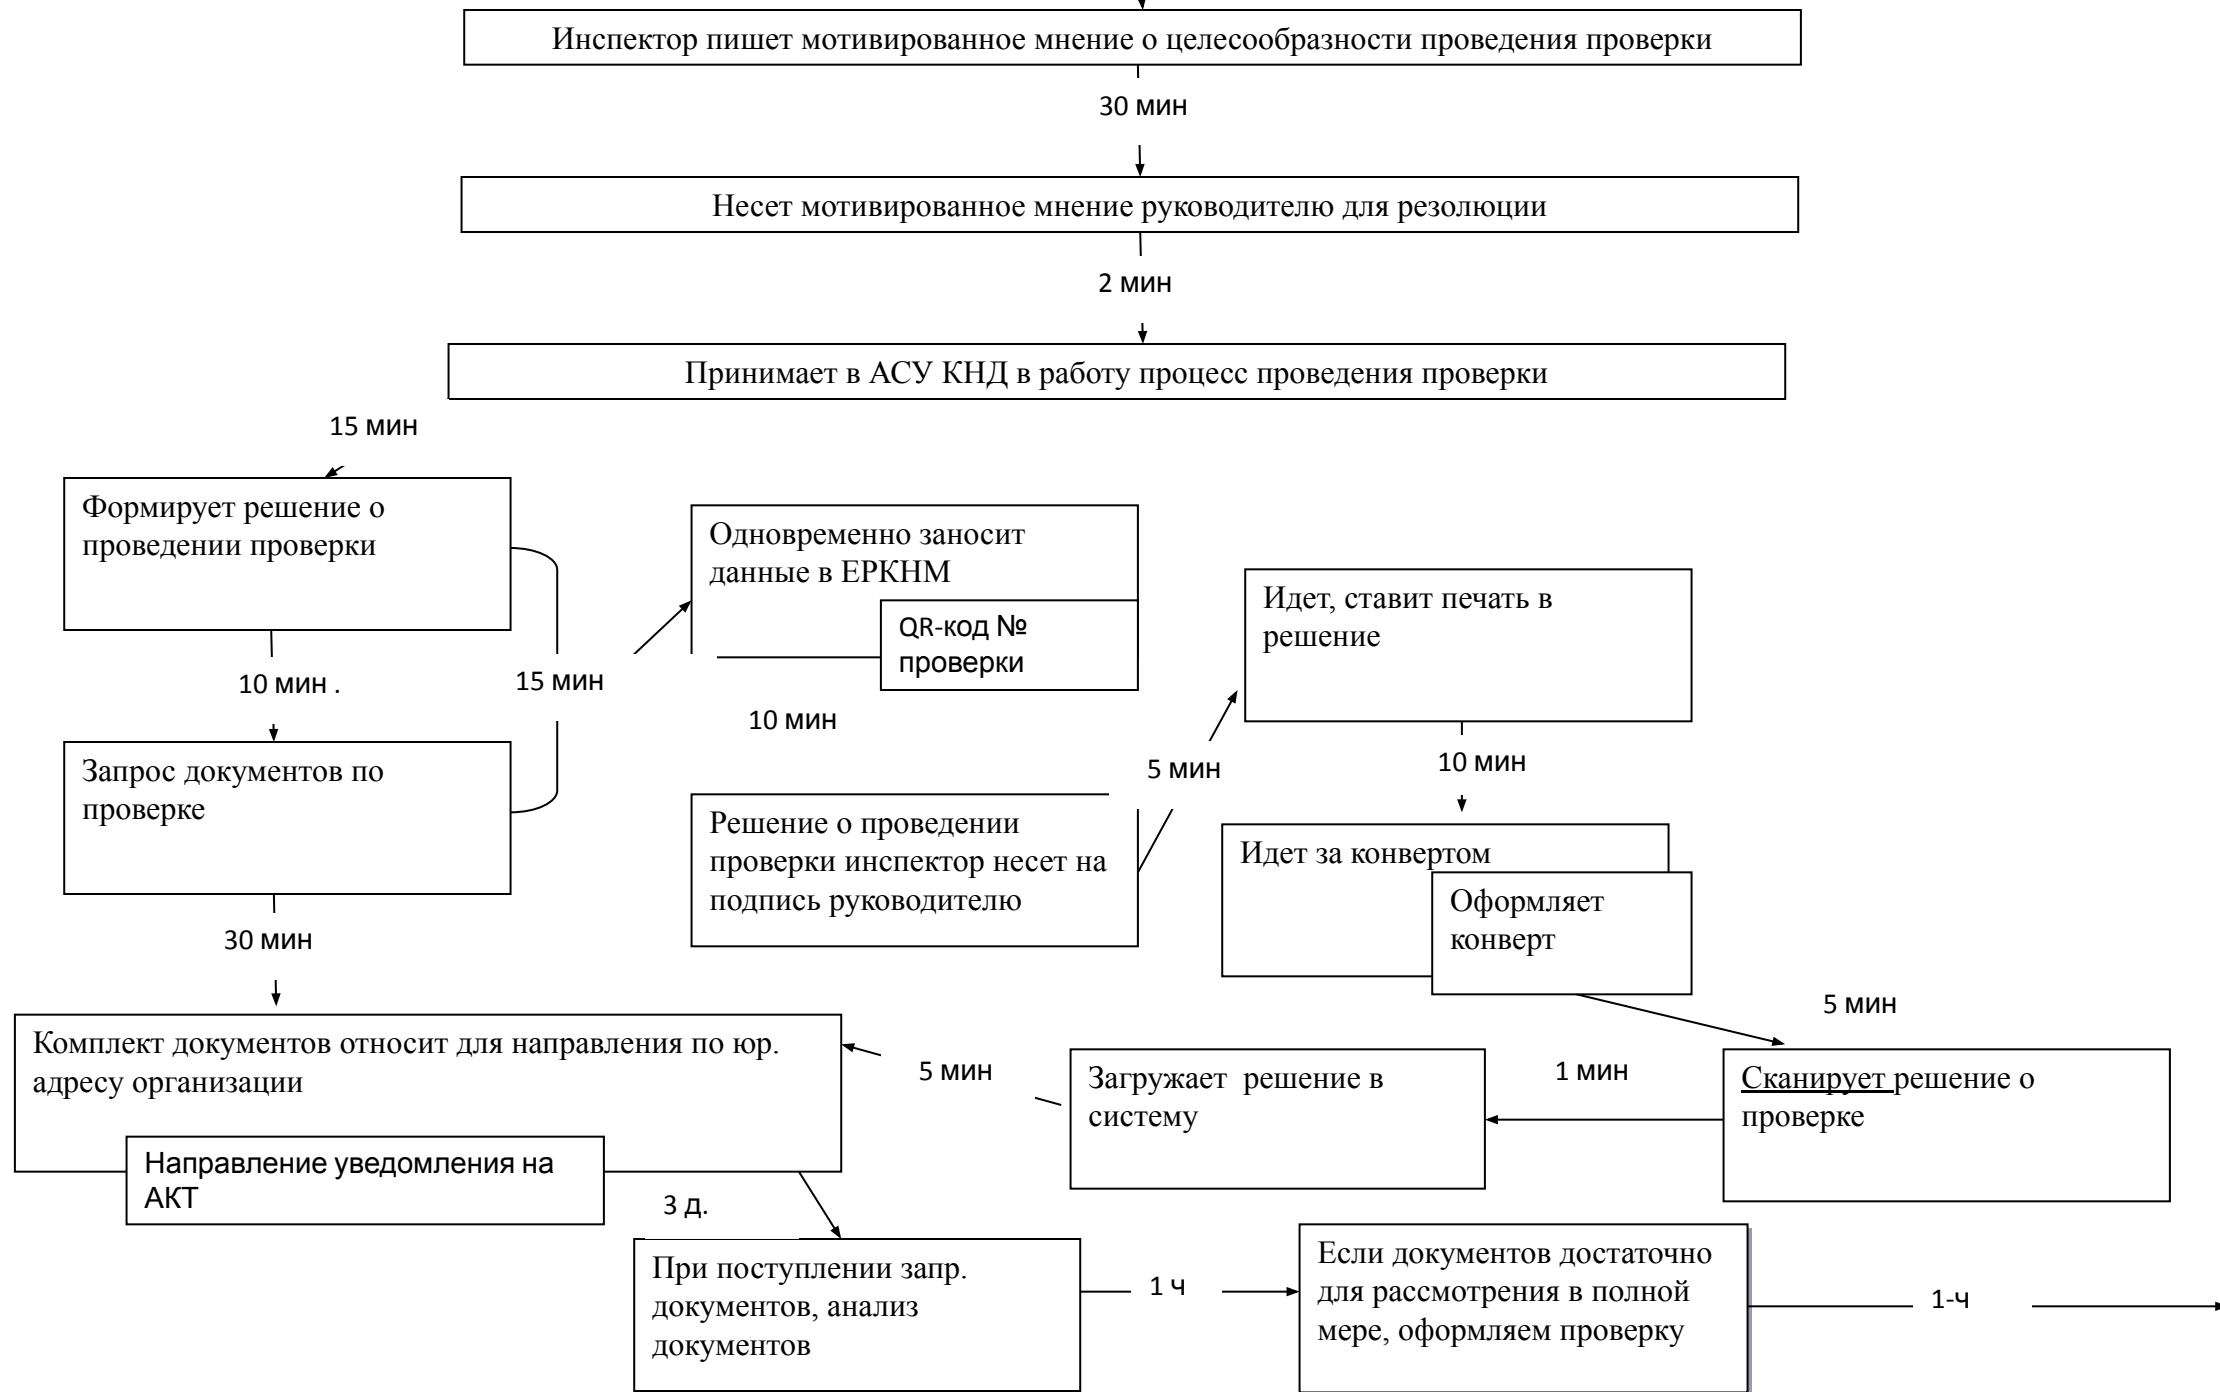 Инспектор пишет мотивированное мнение о целесообразности проведения проверки
30 мин
Несет мотивированное мнение руководителю для резолюции
2 мин
Принимает в АСУ КНД в работу процесс проведения проверки
15 мин
Формирует решение о
проведении проверки
Одновременно заносит
данные в ЕРКНМ
QR-код №
проверки
Идет, ставит печать в
решение
10 мин .
15 мин
10 мин
5 мин
10 мин
Запрос документов по
проверке
Решение о проведении
проверки инспектор несет на
подпись руководителю
Идет за конвертом
Оформляет
конверт
30 мин
5 мин
Комплект документов относит для направления по юр.
адресу организации
5 мин
Загружает решение в
систему
1 мин
Сканирует решение о
проверке
Направление уведомления на
АКТ
3 д.
При поступлении запр.
документов, анализ
документов
1 ч
Если документов достаточно
для рассмотрения в полной
мере, оформляем проверку
1-ч